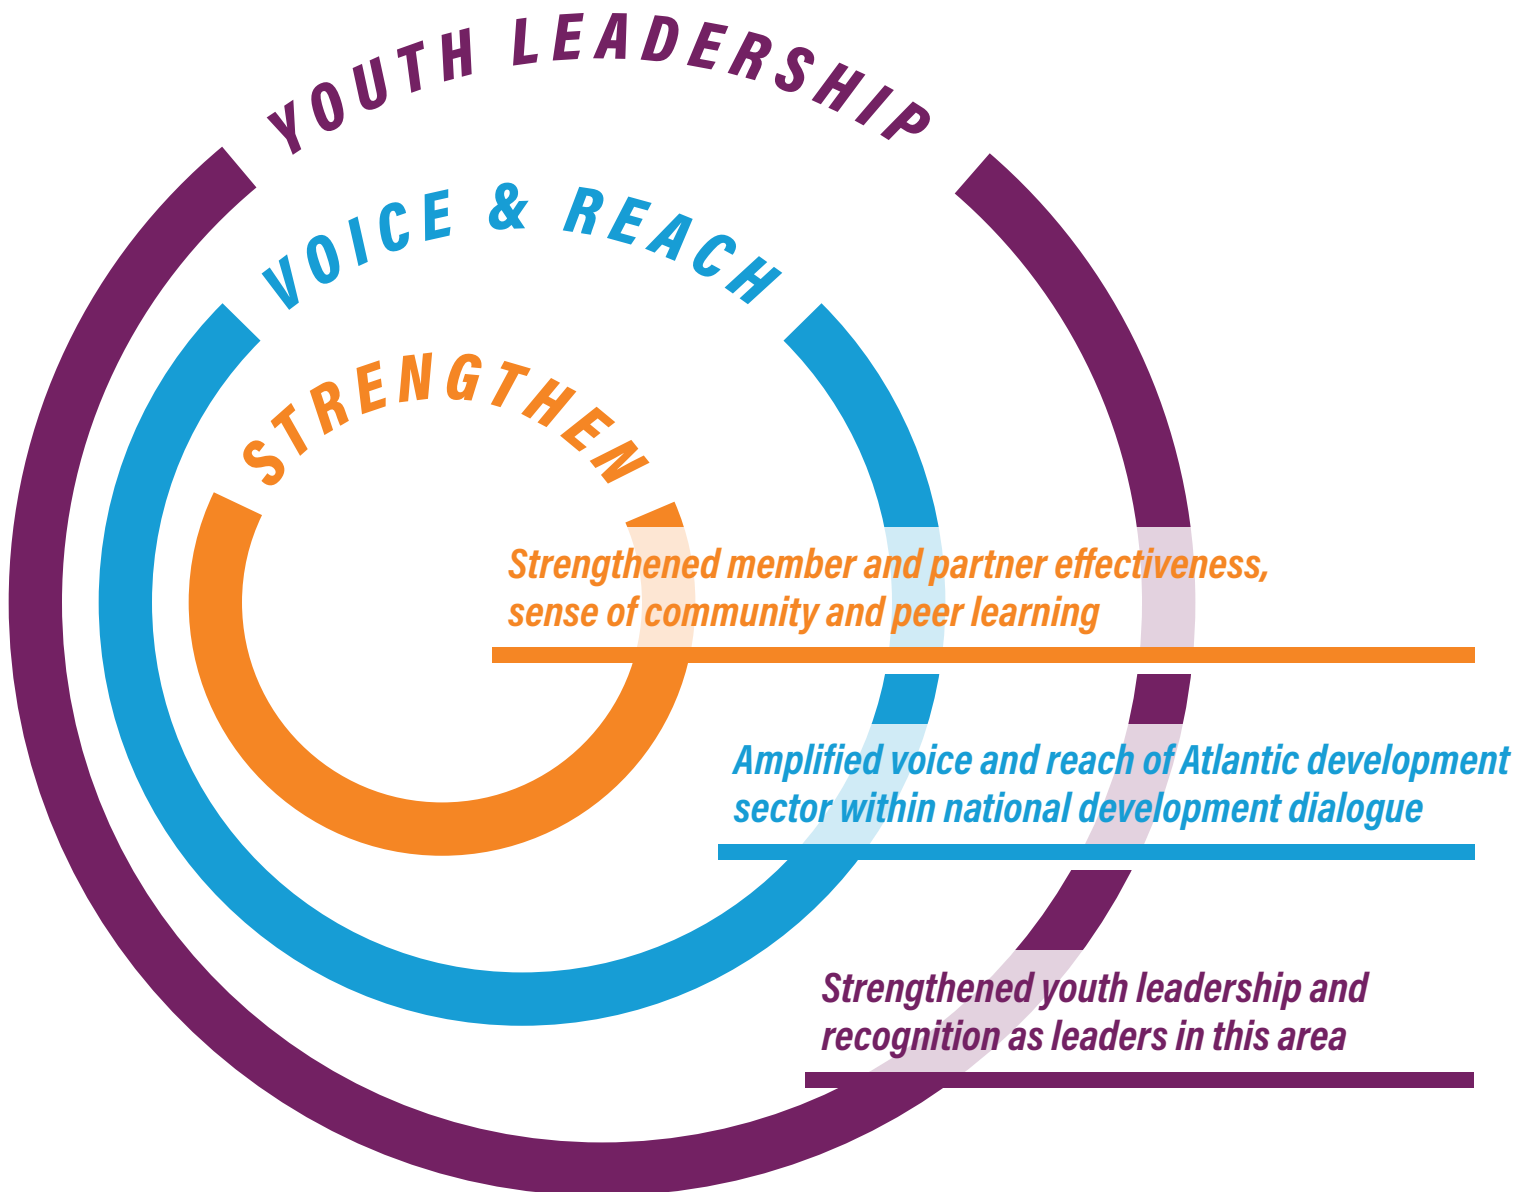 YOUTH LEADERSHIP
VOICE & REACH
STRENGTHEN
Strengthened member and partner effectiveness,
sense of community and peer learning
Amplified voice and reach of Atlantic development
sector within national development dialogue
Strengthened youth leadership and
recognition as leaders in this area